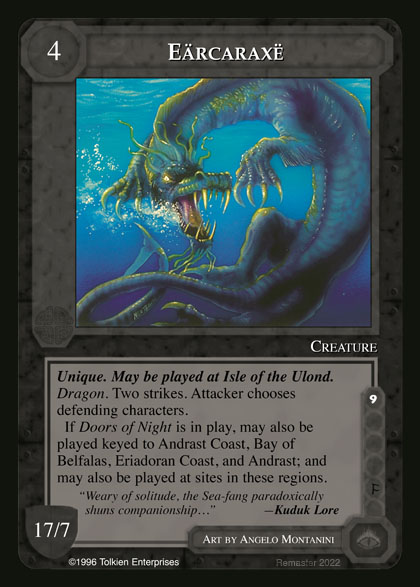 4
EÄRCARAXË
CREATURE
Unique. May be played at Isle of the Ulond.
Dragon. Two strikes. Attacker chooses
defending characters.
If Doors of Night is in play, may also be
played keyed to Andrast Coast, Bay of
Belfalas, Eriadoran Coast, and Andrast; and
may also be played at sites in these regions.
“Weary of solitude, the Sea-fang paradoxically
shuns companionship…” —Kuduk Lore
9
17/7
ART BY ANGELO MONTANINI
©1996 Tolkien Enterprises
Remaster 2022